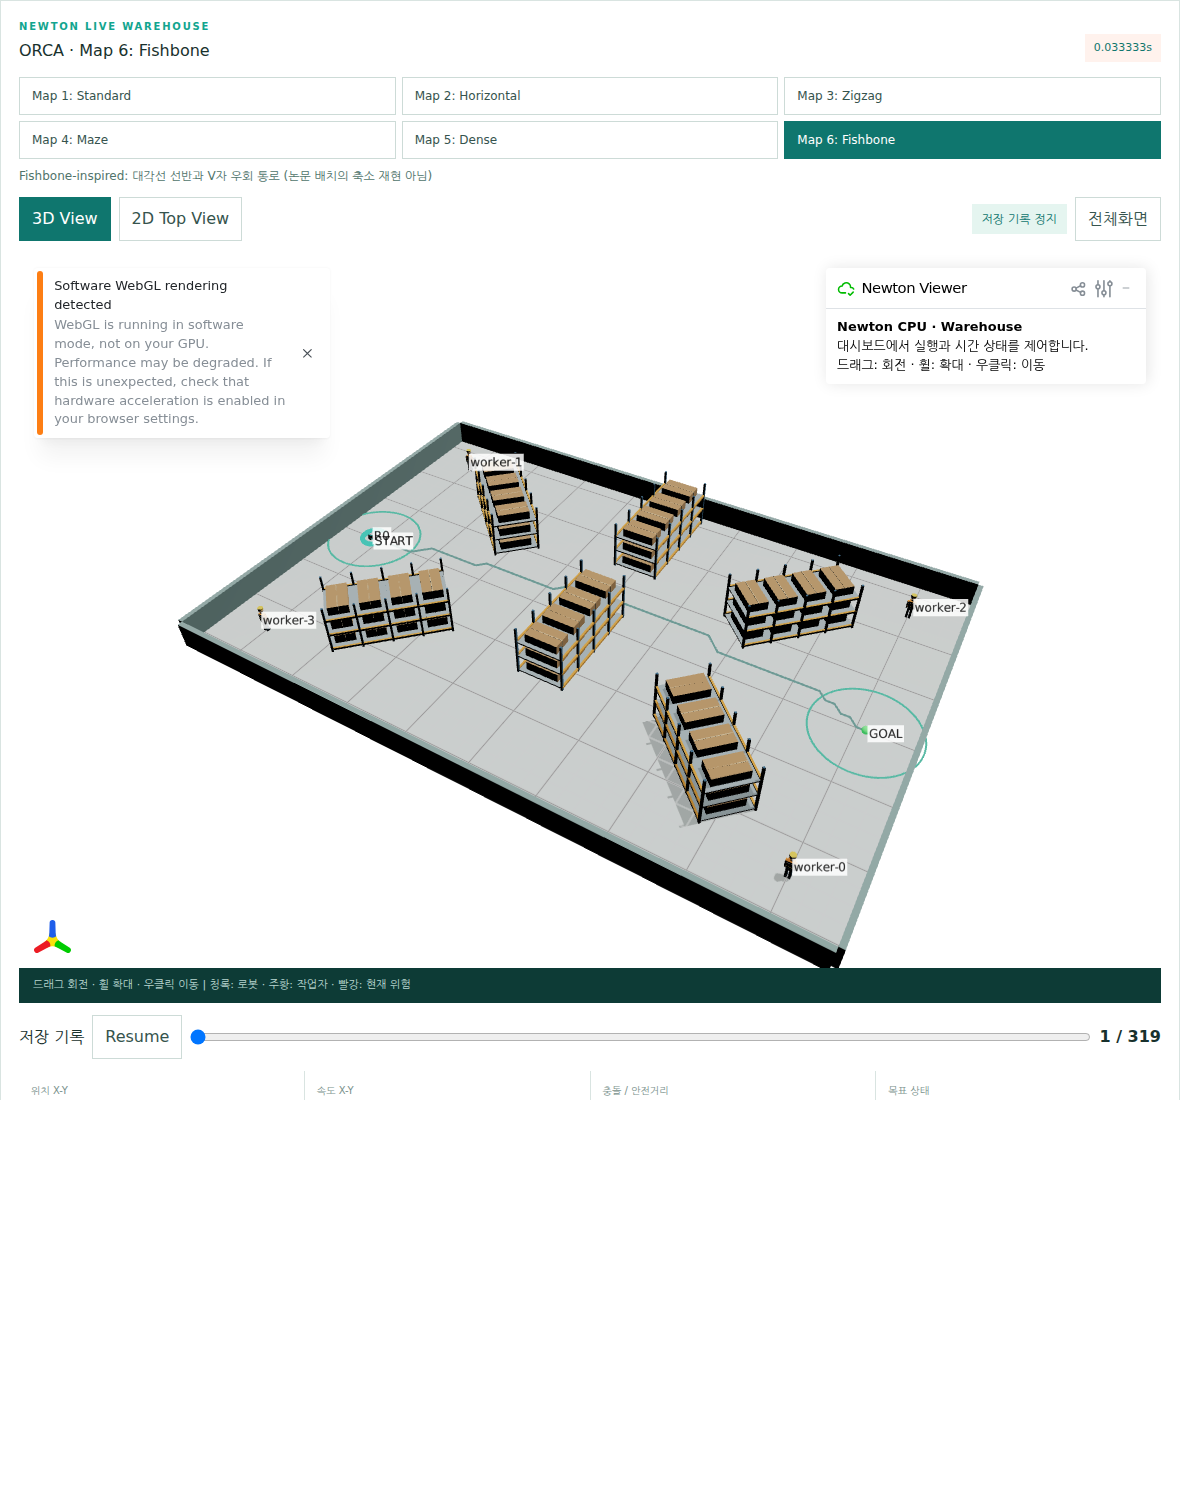 NEWTON LIVE WAREHOUSE
ORCA · Map 6: Fishbone
0.033333s
Map 1: Standard
Map 2: Horizontal
Map 3: Zigzag
Map 4: Maze
Map 5: Dense
Map 6: Fishbone
Fishbone-inspired: 대각선 선반과 V자 우회 통로 (논문 배치의 축소 재현 아님)
3D View
2D Top View
저장 기록 정지
전체화면
Software WebGL rendering
detected
WebGL is running in software
mode, not on your GPU.
Performance may be degraded. If
this is unexpected, check that
hardware acceleration is enabled in
your browser settings.
Newton Viewer
Newton CPU · Warehouse
대시보드에서 실행과 시간 상태를 제어합니다.
드래그: 회전 · 휠: 확대 · 우클릭: 이동
worker-1
R0
START
worker-3
worker-2
GOAL
worker-0
드래그 회전 · 휠 확대 · 우클릭 이동 | 청록: 로봇 · 주황: 작업자 · 빨강: 현재 위험
저장 기록
Resume
1 / 319
위치 X-Y
속도 X-Y
충돌 / 안전거리
목표 상태